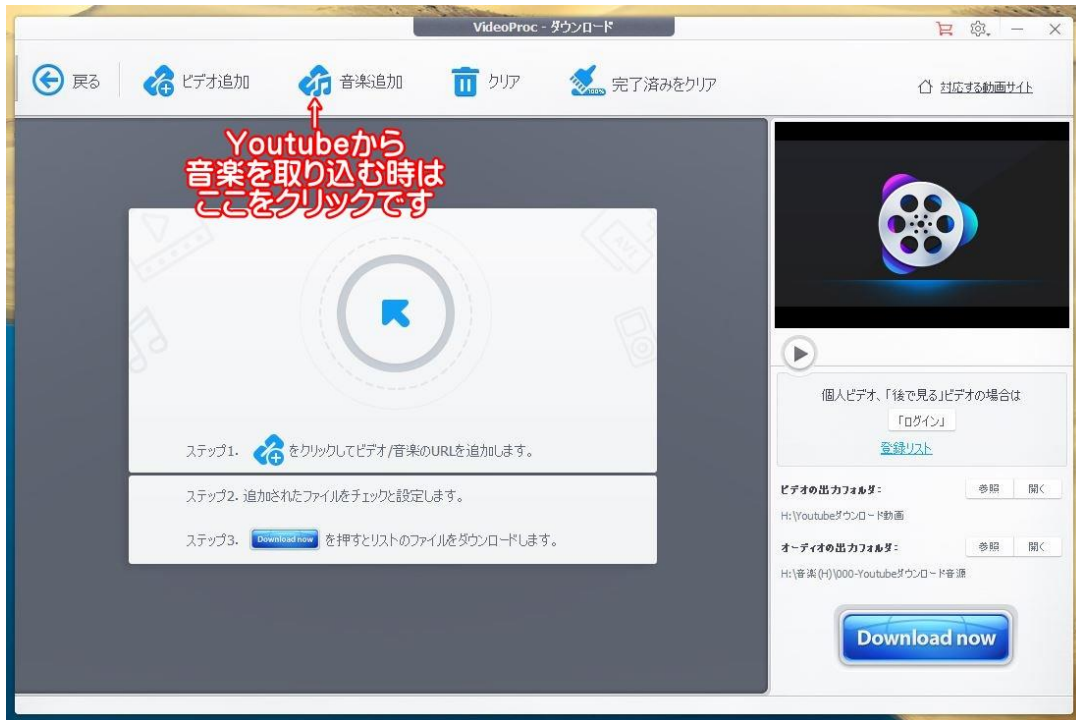 VideoProc - ダウンロード
戻る
ビデオ追加
音楽追加
クリア
100%
完了済みをクリア
対応する動画サイト
Youtubeから
音楽を取り込む時は
ここをクリックです
AVI
個人ビデオ、「後で見る」ビデオの場合は
「ログイン」
登録リスト
ステップ1. をクリックしてビデオ/音楽のURLを追加します。
ステップ2. 追加されたファイルをチェックと設定します。
ステップ3. Download now を押すとリストのファイルをダウンロードします。
ビデオの出力フォルダ: 参照 開く
H:\Youtubeダウンロード動画
オーディオの出力フォルダ: 参照 開く
H:\音楽(H)\000-Youtubeダウンロード音源
Download now